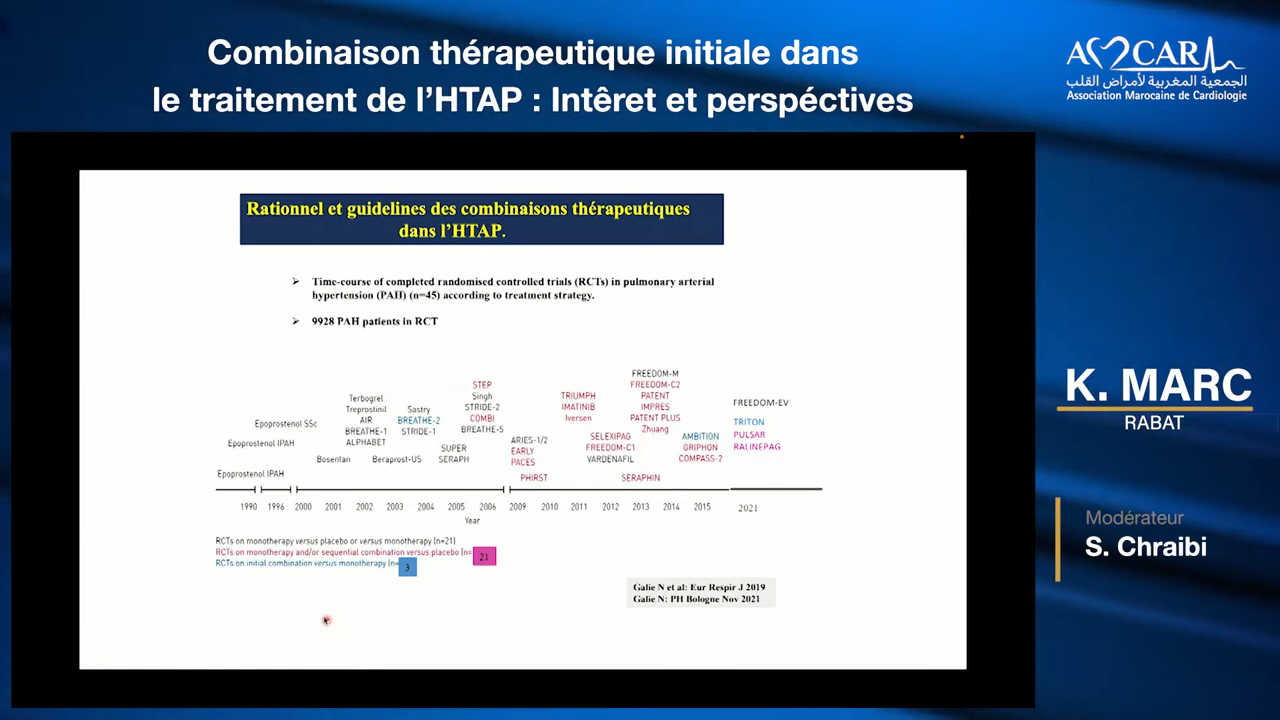 Combinaison thérapeutique initiale dans
le traitement de l’HTAP : Intêret et perspéctives
AM2CAR
الجمعية المغربية لأمراض القلب
Association Marocaine de Cardiologie
Rationnel et guidelines des combinaisons thérapeutiques
dans l’HTAP.
Time-course of completed randomised controlled trials (RCTs) in pulmonary arterial
hypertension (PAH) (n=45) according to treatment strategy.
9928 PAH patients in RCT
Epoprostenol IPAH
Epoprostenol IPAH
Epoprostenol SSc
Bosentan
Terbogrel
Treprostinil
AIR
BREATHE-1
ALPHABET
Beraprost-US
Sastry
BREATHE-2
STRIDE-1
SUPER
SERAPH
STEP
Singh
STRIDE-2
COMBI
BREATHE-5
ARIES-1/2
EARLY
PACES
PHIRST
TRIUMPH
IMATINIB
Iversen
SELEXIPAG
FREEDOM-C1
VARDENAFIL
FREEDOM-M
FREEDOM-C2
PATENT
IMPRES
PATENT PLUS
Zhuang
SERAPHIN
AMBITION
GRIPHON
COMPASS-2
FREEDOM-EV
TRITON
PULSAR
RALINEPAG
1990 1996 2000 2001 2002 2003 2004 2005 2006 2009 2010 2011 2012 2013 2014 2015 2021
Year
RCTs on monotherapy versus placebo or versus monotherapy (n=21)
RCTs on monotherapy and/or sequential combination versus placebo (n= 21
RCTs on initial combination versus monotherapy (n= 3
Galie N et al: Eur Respir J 2019
Galie N: PH Bologne Nov 2021
K. MARC
RABAT
Modérateur
S. Chraibi